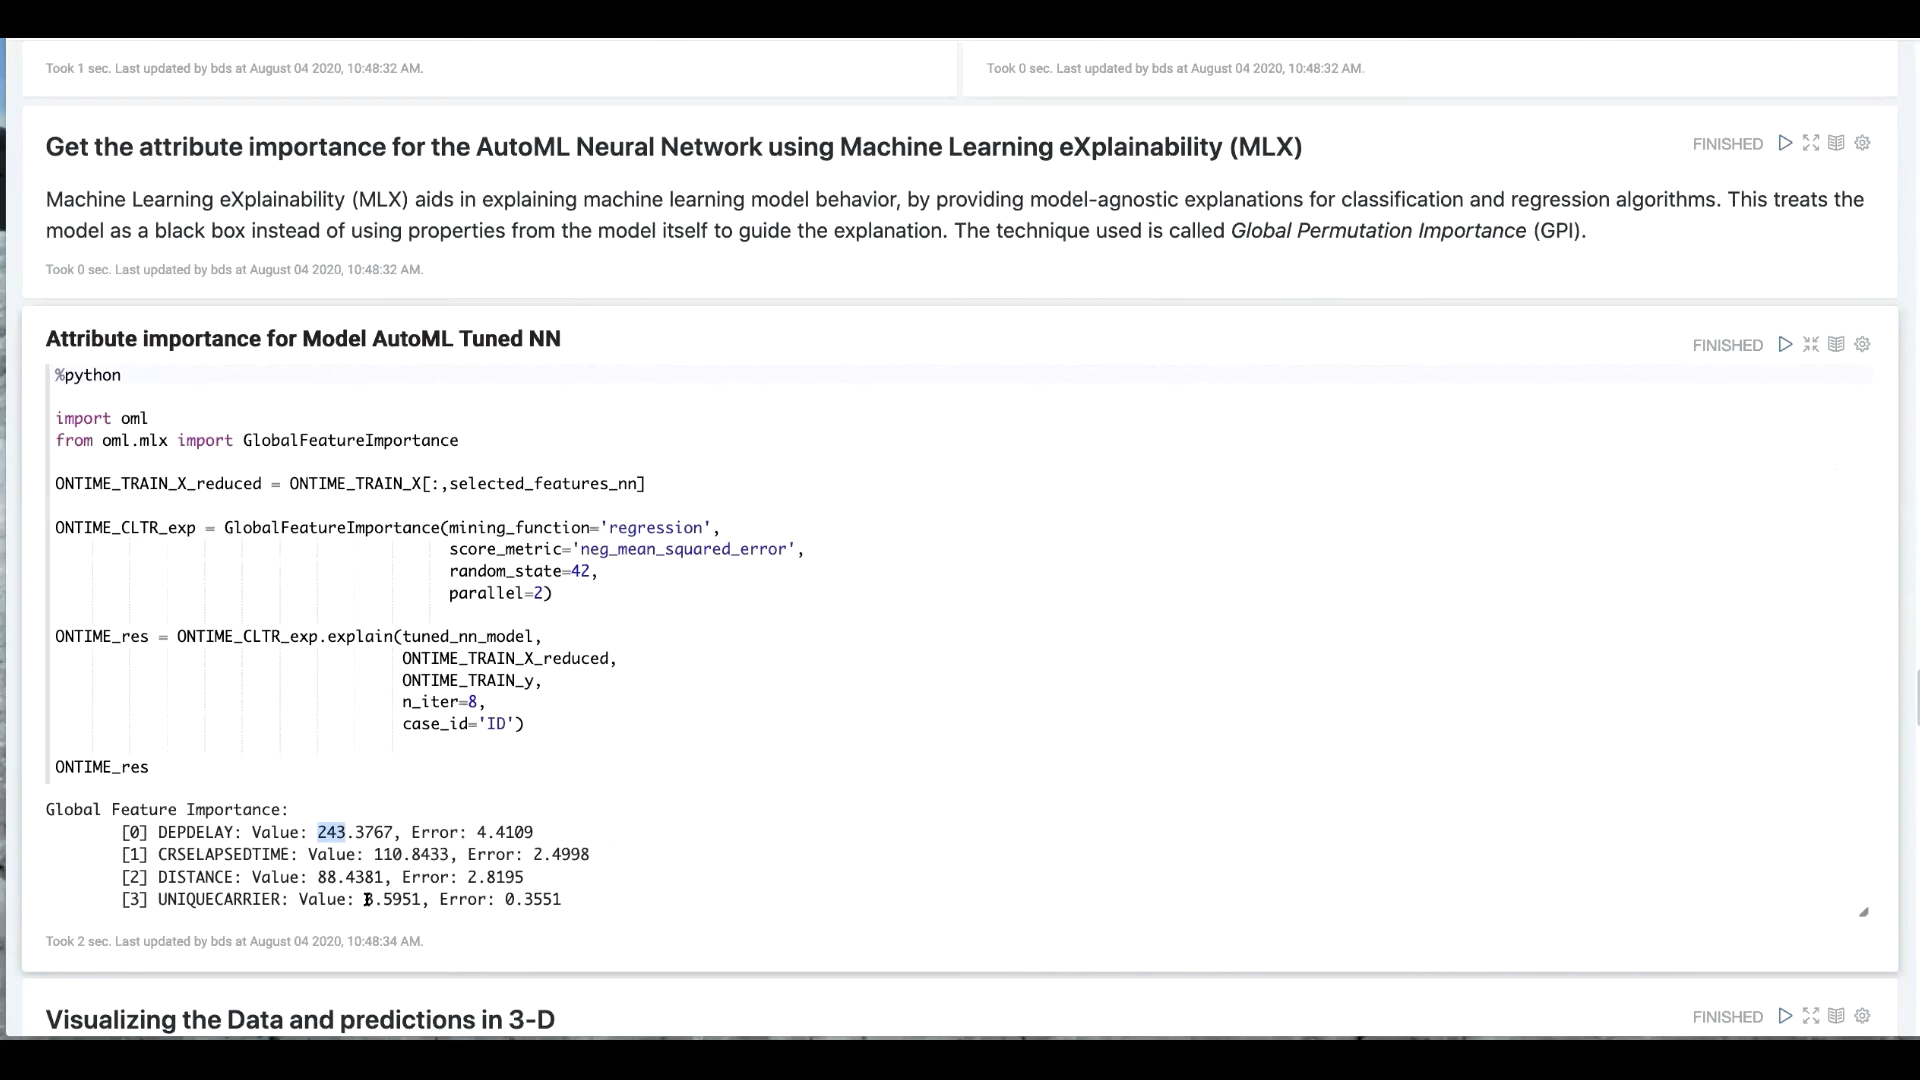 Took 1 sec. Last updated by bds at August 04 2020, 10:48:32 AM.
Took 0 sec. Last updated by bds at August 04 2020, 10:48:32 AM.
Get the attribute importance for the AutoML Neural Network using Machine Learning eXplainability (MLX)
FINISHED
Machine Learning eXplainability (MLX) aids in explaining machine learning model behavior, by providing model-agnostic explanations for classification and regression algorithms. This treats the
model as a black box instead of using properties from the model itself to guide the explanation. The technique used is called Global Permutation Importance (GPI).
Took 0 sec. Last updated by bds at August 04 2020, 10:48:32 AM.
Attribute importance for Model AutoML Tuned NN
FINISHED
%python
import oml
from oml.mlx import GlobalFeatureImportance
ONTIME_TRAIN_X_reduced = ONTIME_TRAIN_X[:,selected_features_nn]
ONTIME_CLTR_exp = GlobalFeatureImportance(mining_function='regression',
score_metric='neg_mean_squared_error',
random_state=42,
parallel=2)
ONTIME_res = ONTIME_CLTR_exp.explain(tuned_nn_model,
ONTIME_TRAIN_X_reduced,
ONTIME_TRAIN_y,
n_iter=8,
case_id='ID')
ONTIME_res
Global Feature Importance:
[0] DEPDELAY: Value: 243.3767, Error: 4.4109
[1] CRSELAPSEDTIME: Value: 110.8433, Error: 2.4998
[2] DISTANCE: Value: 88.4381, Error: 2.8195
[3] UNIQUECARRIER: Value: , Error: 0.3551
Took 2 sec. Last updated by bds at August 04 2020, 10:48:34 AM.
Visualizing the Data and predictions in 3-D
FINISHED